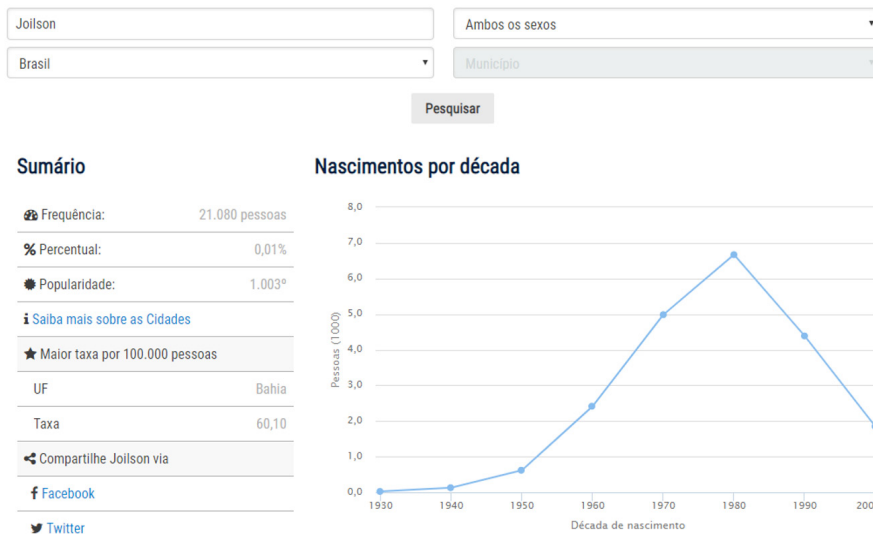 Joilson
Ambos os sexos
Brasil
Município
Pesquisar
Sumário
Frequência: 21.080 pessoas
Percentual: 0,01%
Popularidade: 1.003º
Saiba mais sobre as Cidades
Maior taxa por 100.000 pessoas
UF Bahia
Taxa 60,10
Compartilhe Joilson via
Facebook
Twitter
Nascimentos por década
8,0
7,0
6,0
5,0
4,0
3,0
2,0
1,0
0,0
Pessoas (1000)
1930 1940 1950 1960 1970 1980 1990
Década de nascimento